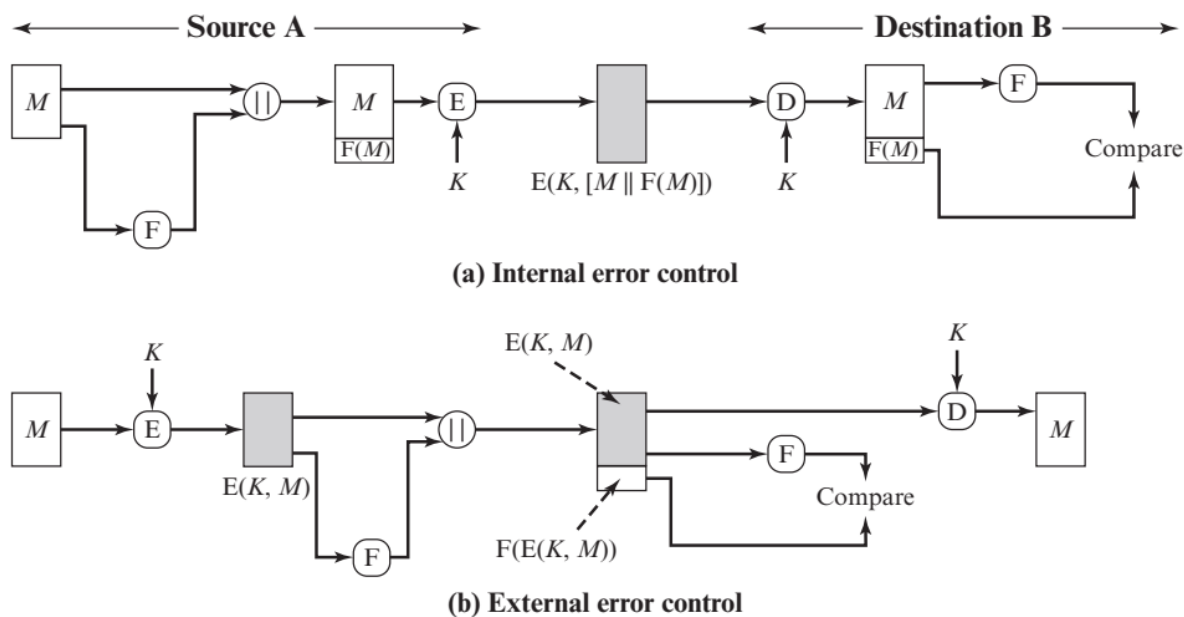 Source A
Destination B
M
||
M
F(M)
E
K
F
E(K, [M || F(M)])
D
K
M
F(M)
F
Compare
(a) Internal error control
M
K
E
E(K, M)
F
||
E(K, M)
F(E(K, M))
F
Compare
K
D
M
(b) External error control